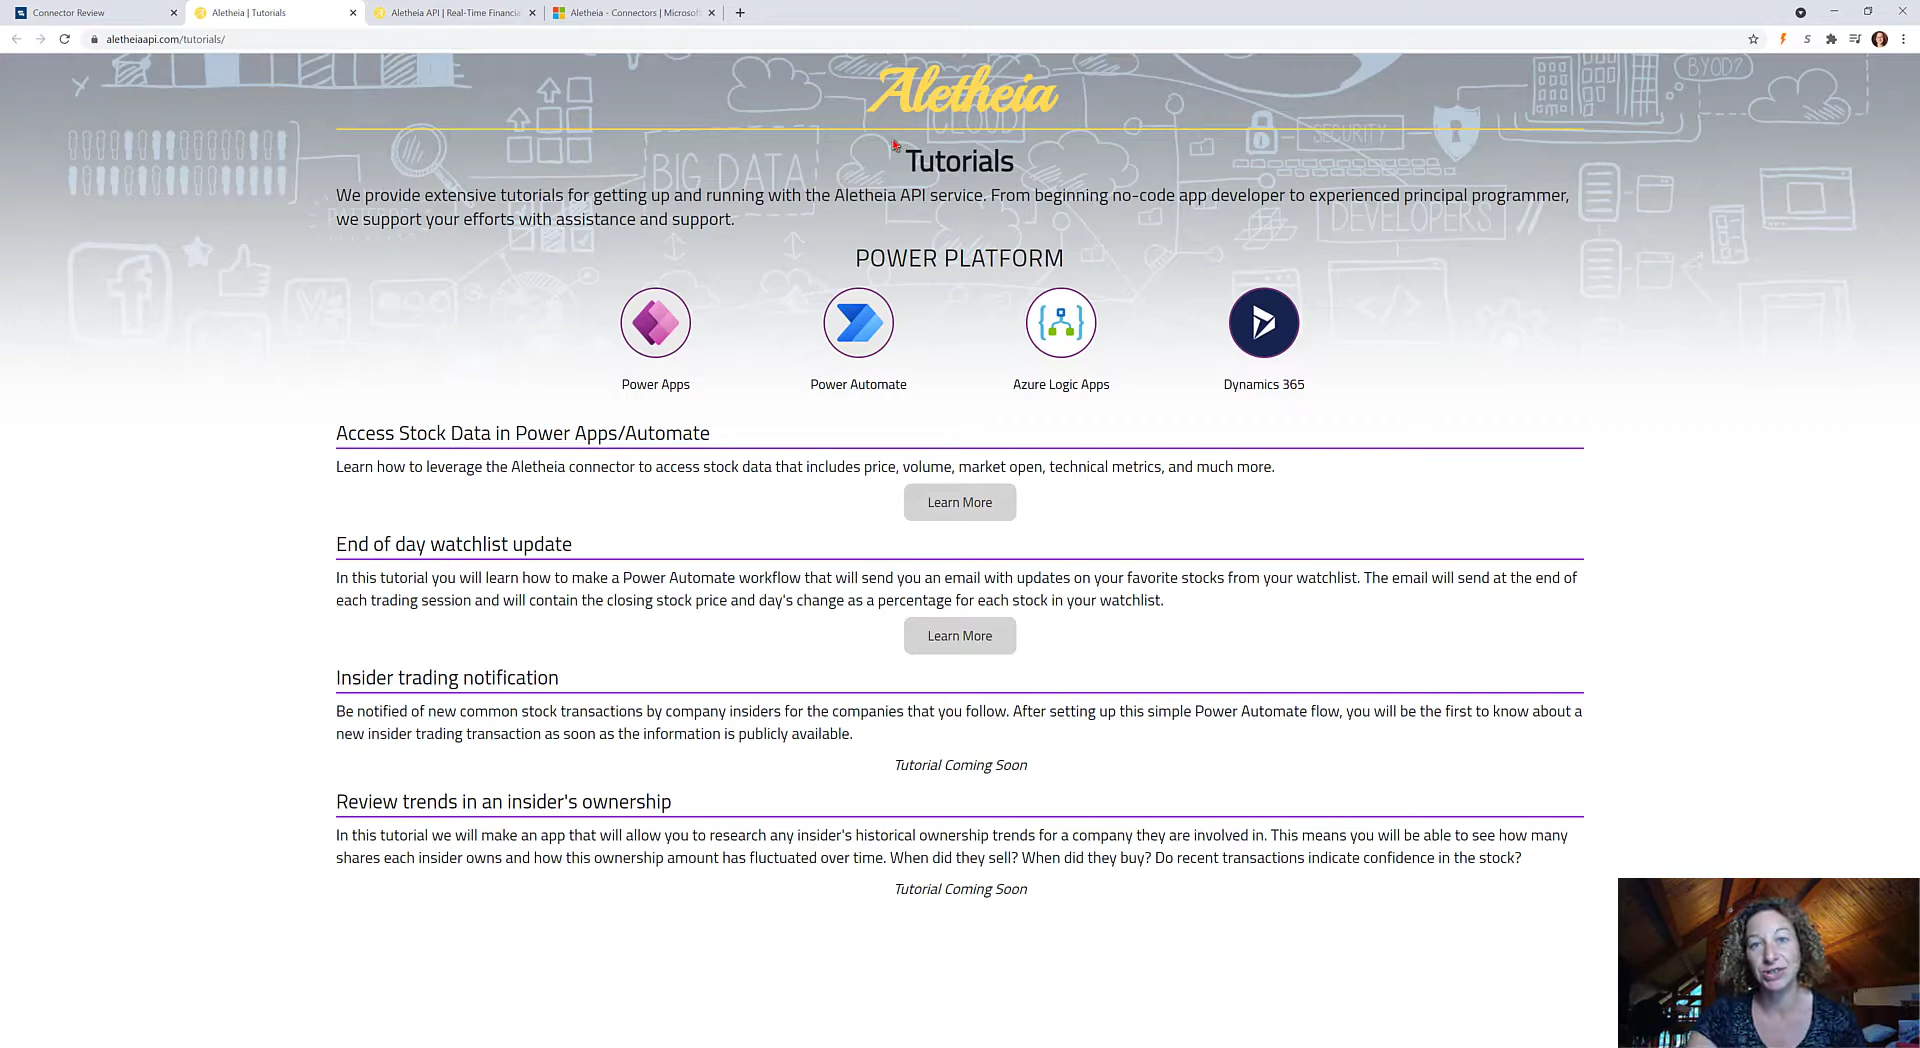 Connector Review
Aletheia | Tutorials
Aletheia API | Real-Time Financia
Aletheia - Connectors | Microsoft
aletheiaapi.com/tutorials/
Aletheia
BYOD?
CLOUD
SECURITY
BIG DATA
DEVELOPERS
Tutorials
We provide extensive tutorials for getting up and running with the Aletheia API service. From beginning no-code app developer to experienced principal programmer,
we support your efforts with assistance and support.
POWER PLATFORM
Power Apps
Power Automate
Azure Logic Apps
Dynamics 365
Access Stock Data in Power Apps/Automate
Learn how to leverage the Aletheia connector to access stock data that includes price, volume, market open, technical metrics, and much more.
Learn More
End of day watchlist update
In this tutorial you will learn how to make a Power Automate workflow that will send you an email with updates on your favorite stocks from your watchlist. The email will send at the end of
each trading session and will contain the closing stock price and day's change as a percentage for each stock in your watchlist.
Learn More
Insider trading notification
Be notified of new common stock transactions by company insiders for the companies that you follow. After setting up this simple Power Automate flow, you will be the first to know about a
new insider trading transaction as soon as the information is publicly available.
Tutorial Coming Soon
Review trends in an insider's ownership
In this tutorial we will make an app that will allow you to research any insider's historical ownership trends for a company they are involved in. This means you will be able to see how many
shares each insider owns and how this ownership amount has fluctuated over time. When did they sell? When did they buy? Do recent transactions indicate confidence in the stock?
Tutorial Coming Soon